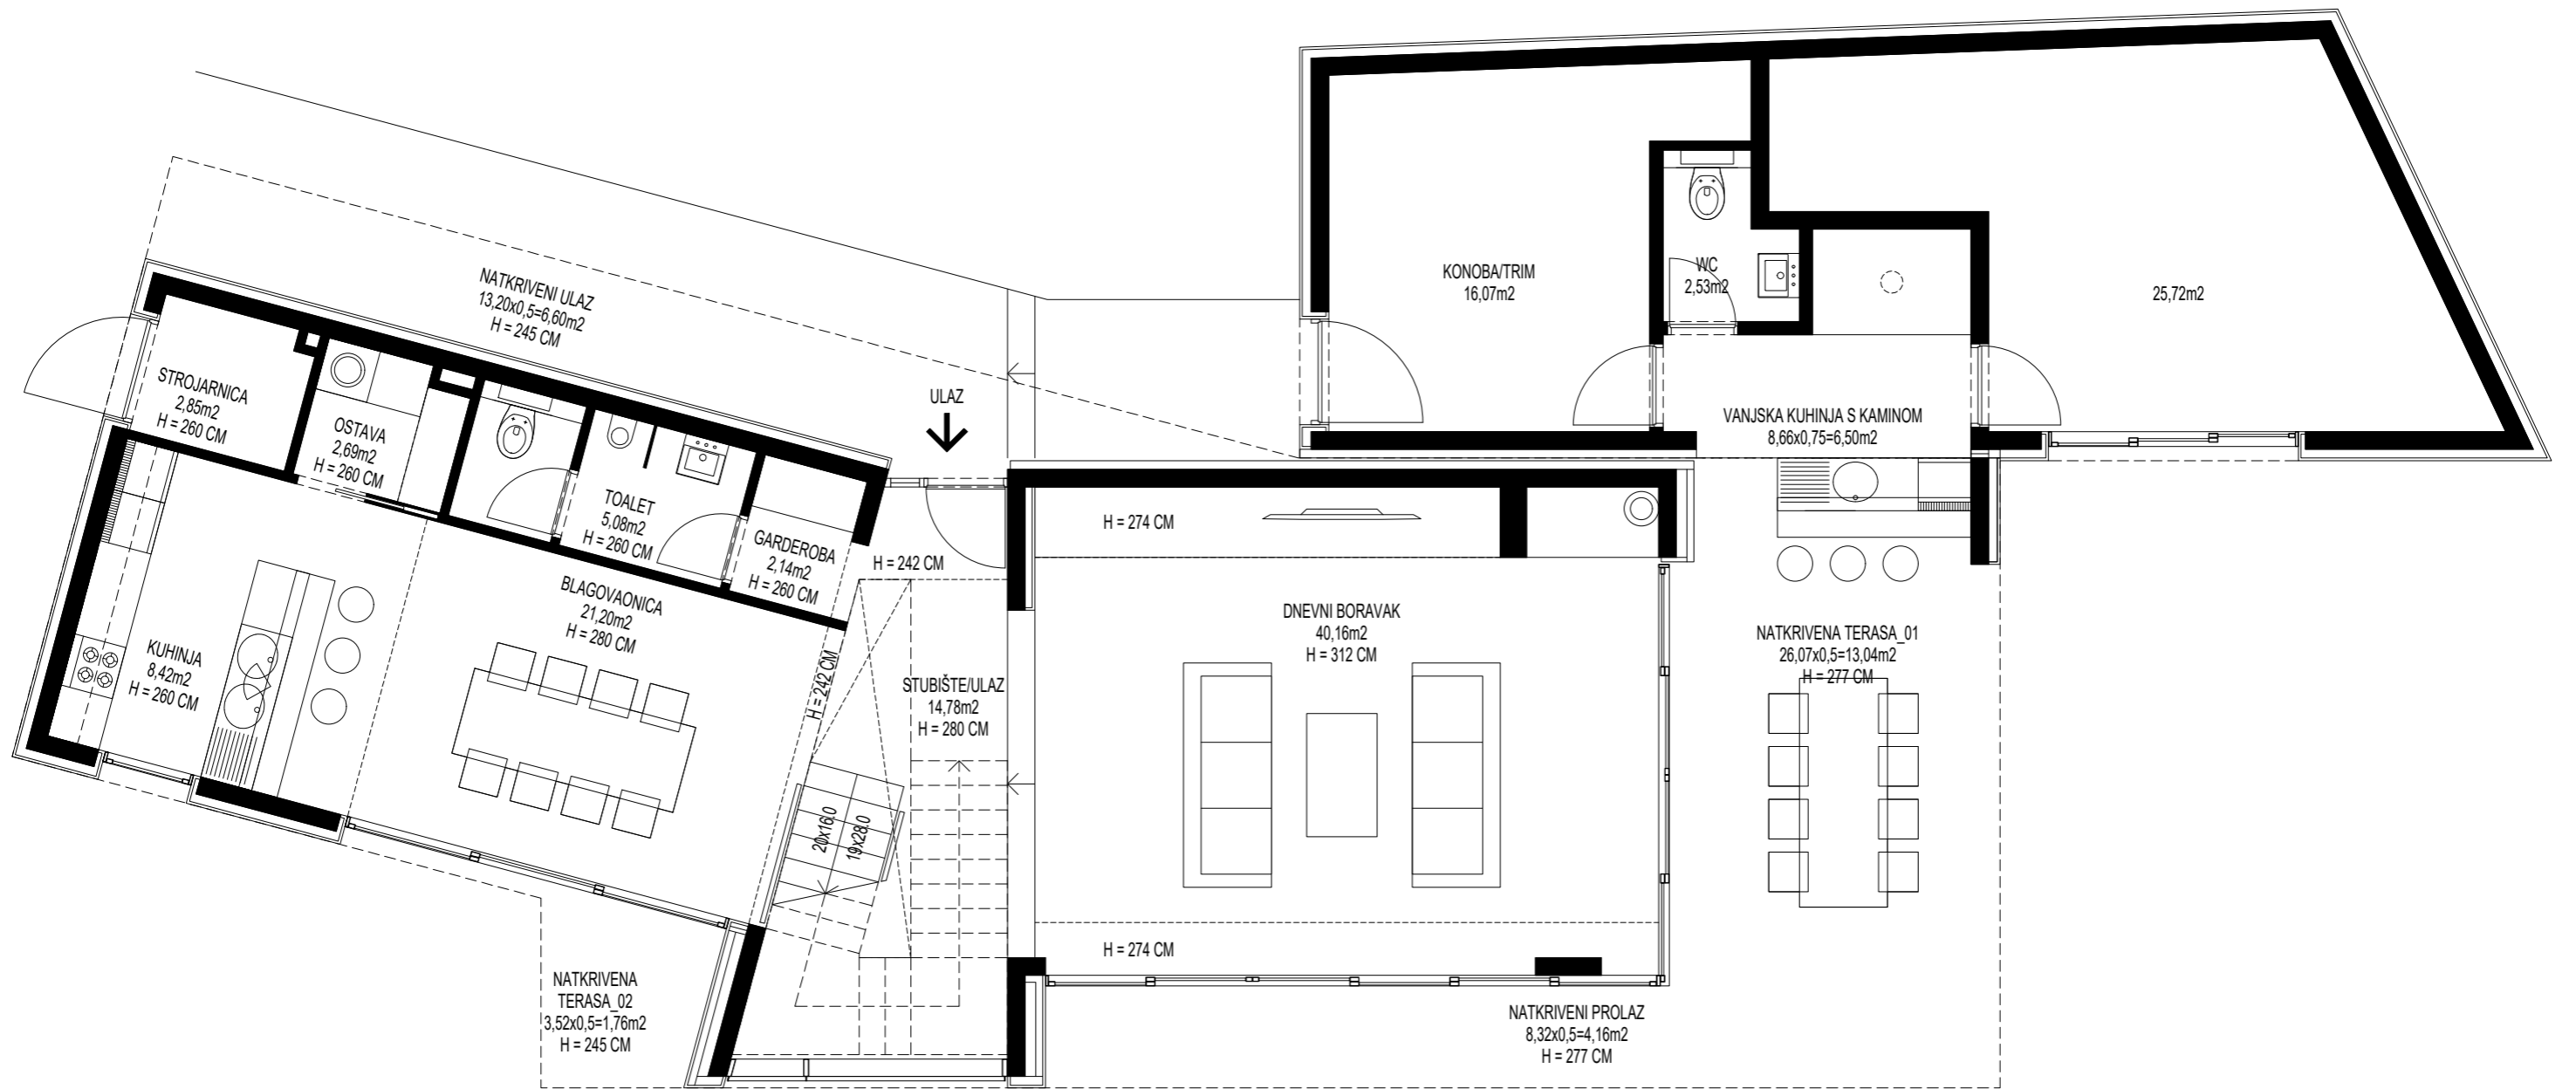 NATKRIVENI ULAZ
13,20x0,5=6,60m2
H = 245 CM
STROJARNICA
2,85m2
H = 260 CM
OSTAVA
2,69m2
H = 260 CM
TOALET
5,08m2
H = 260 CM
GARDEROBA
2,14m2
H = 260 CM
ULAZ
H = 242 CM
KUHINJA
8,42m2
H = 260 CM
BLAGOVAONICA
21,20m2
H = 280 CM
H = 242 CM
STUBIŠTE/ULAZ
14,78m2
H = 280 CM
20x16.0
19x28.0
NATKRIVENA
TERASA_02
3,52x0,5=1,76m2
H = 245 CM
H = 274 CM
DNEVNI BORAVAK
40,16m2
H = 312 CM
H = 274 CM
NATKRIVENI PROLAZ
8,32x0,5=4,16m2
H = 277 CM
KONOBA/TRIM
16,07m2
WC
2,53m2
25,72m2
VANJSKA KUHINJA S KAMINOM
8,66x0,75=6,50m2
NATKRIVENA TERASA_01
26,07x0,5=13,04m2
H = 277 CM